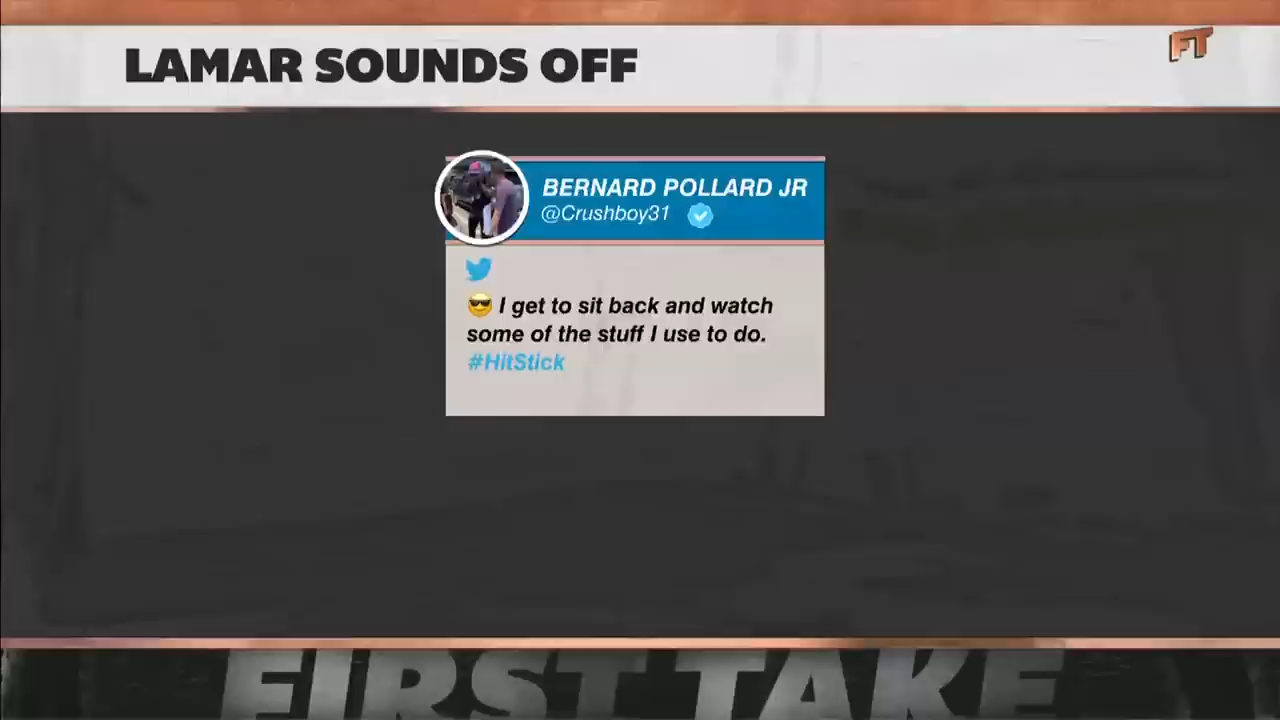 LAMAR SOUNDS OFF
FT
BERNARD POLLARD JR
@Crushboy31
😎 I get to sit back and watch
some of the stuff I use to do.
#HitStick
FIRST TAKE